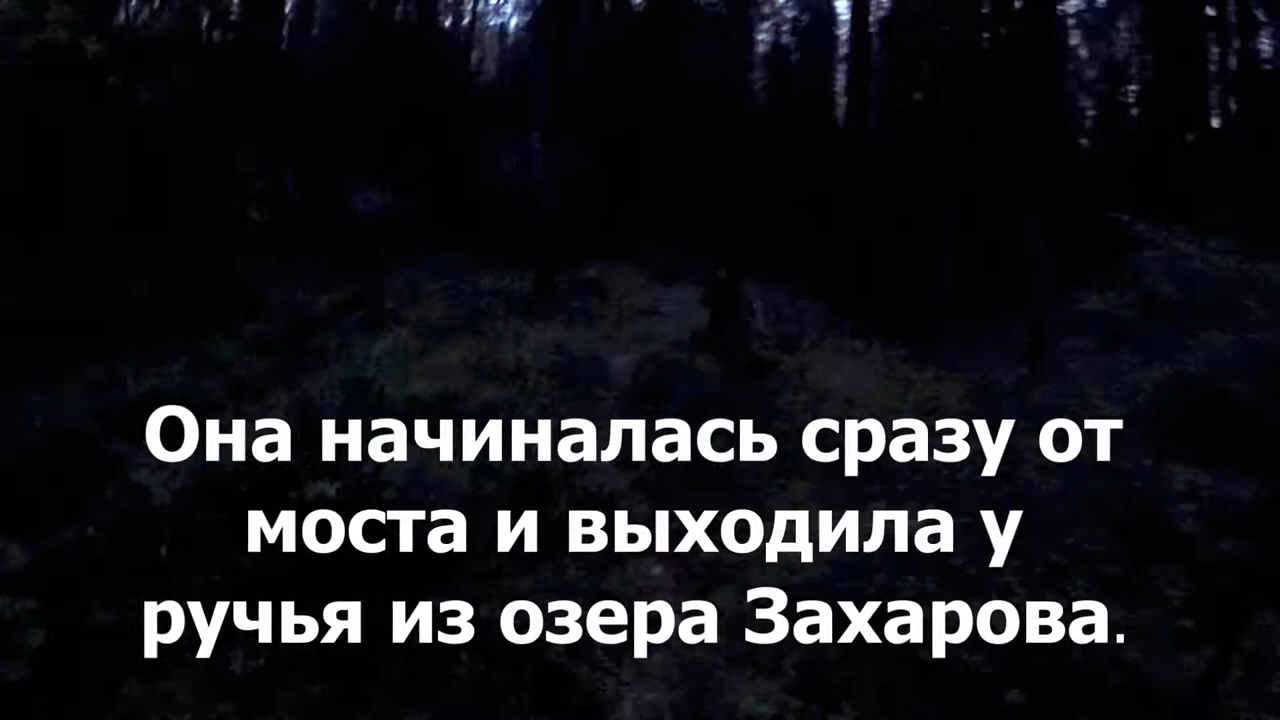 Она начиналась сразу от
моста и выходила у
ручья из озера Захарова.